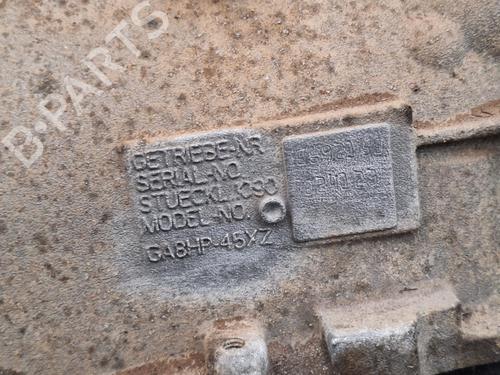 B-PARTS
GETRIEBE-NR
SERIAL-NO.
STUECKL.1090
MODEL-NO.
GA8HP-45XZ